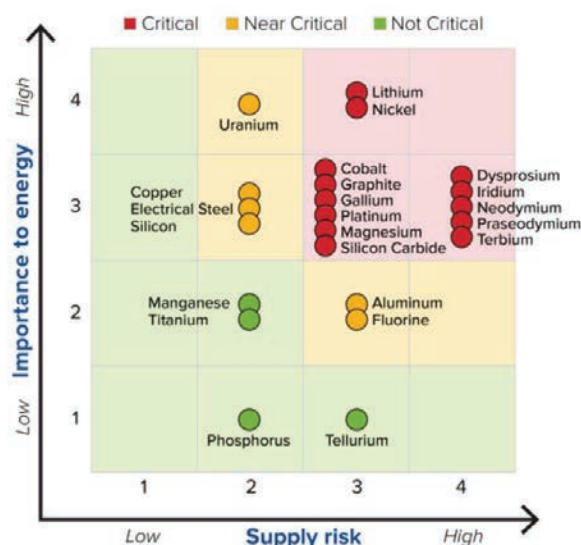 Critical Near Critical Not Critical
High
Importance to energy
Low
4
3
2
1
Uranium
Lithium
Nickel
Copper
Electrical Steel
Silicon
Cobalt
Graphite
Gallium
Platinum
Magnesium
Silicon Carbide
Dysprosium
Iridium
Neodymium
Praseodymium
Terbium
Manganese
Titanium
Aluminum
Fluorine
Phosphorus
Tellurium
1 2 3 4
Low Supply risk High